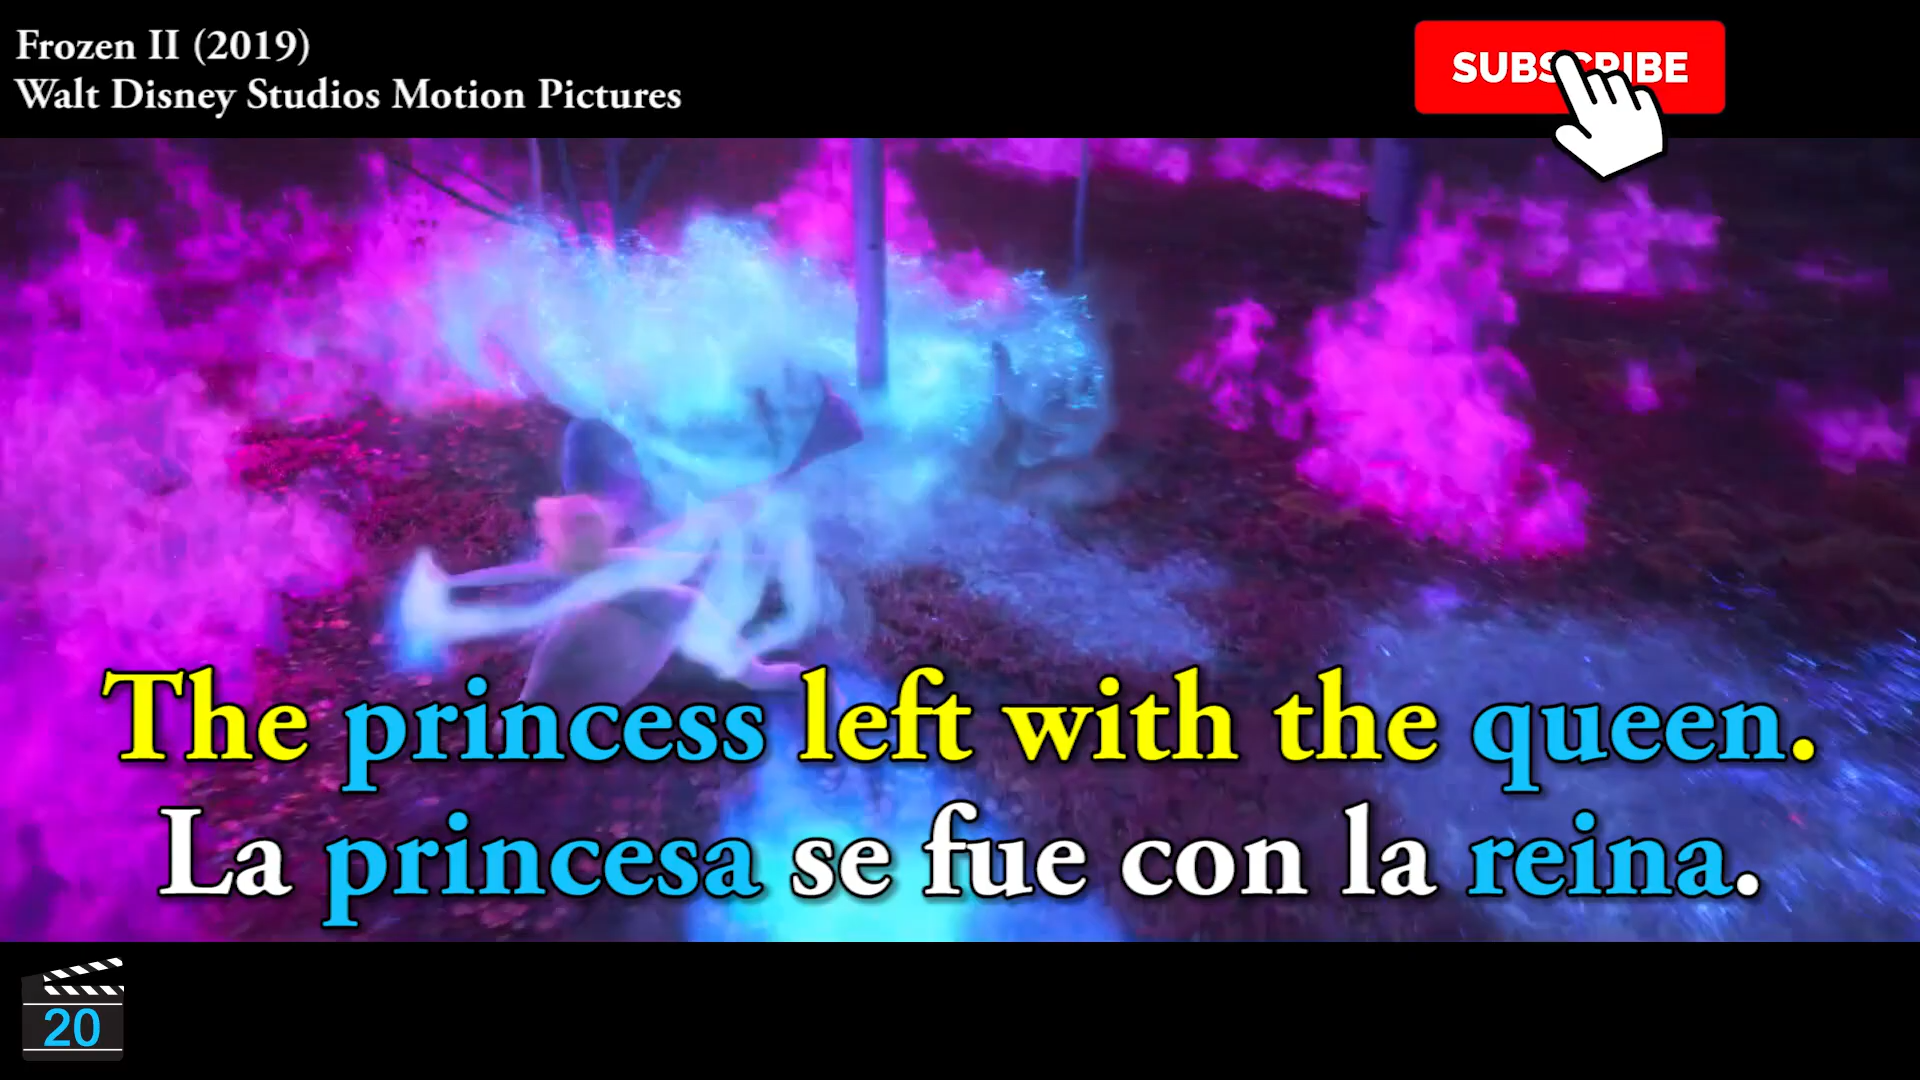 Frozen II (2019)
Walt Disney Studios Motion Pictures
SUBSCRIBE
The princess left with the queen.
La princesa se fue con la reina.
20